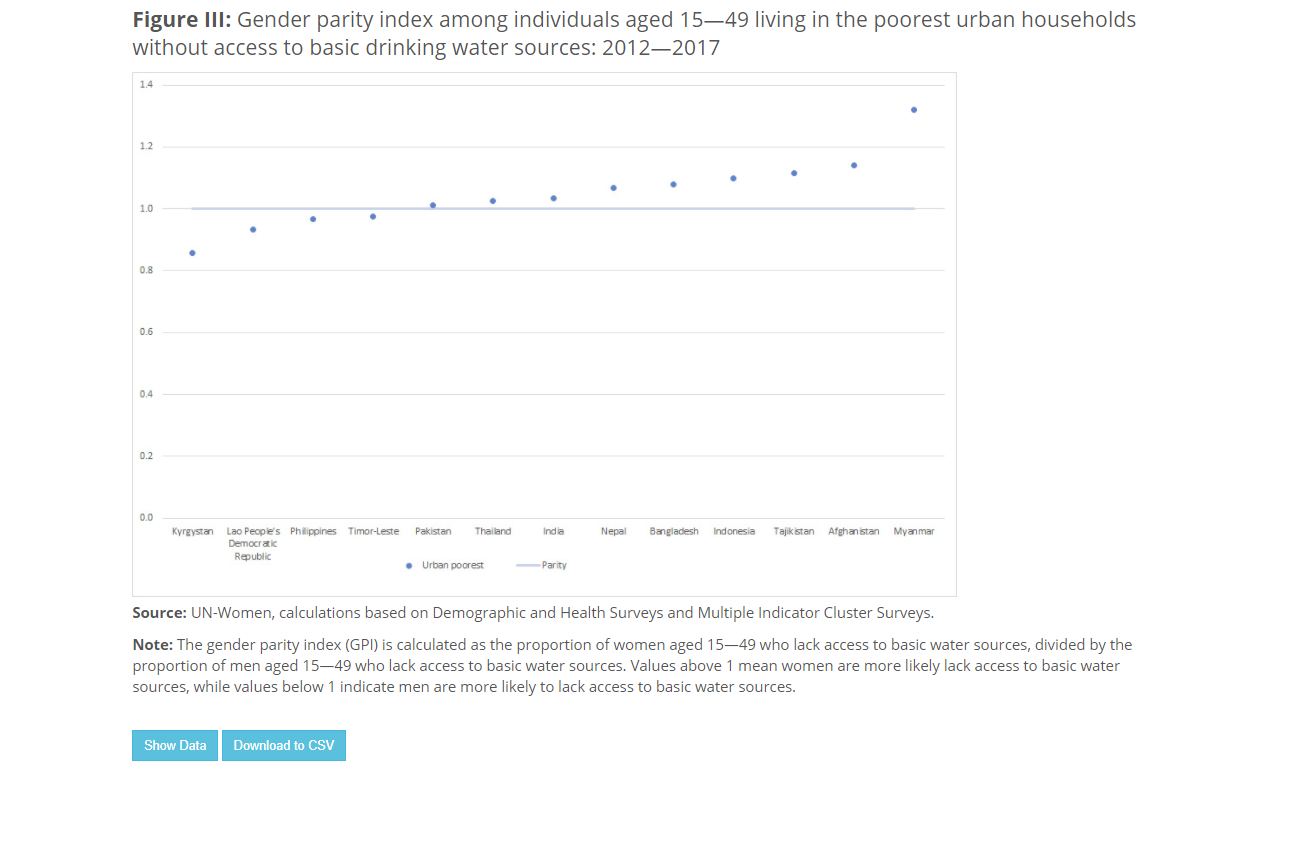 Figure III: Gender parity index among individuals aged 15—49 living in the poorest urban households
without access to basic drinking water sources: 2012—2017
1.4
1.2
1.0
0.8
0.6
0.4
0.2
0.0
Kyrgystan Lao People's Philippines Timor-Leste Pakistan Thailand India Nepal Bangladesh Indonesia Tajikistan Afghanistan Myanmar
Democratic
Republic
Urban poorest Parity
Source: UN-Women, calculations based on Demographic and Health Surveys and Multiple Indicator Cluster Surveys.
Note: The gender parity index (GPI) is calculated as the proportion of women aged 15—49 who lack access to basic water sources, divided by the
proportion of men aged 15—49 who lack access to basic water sources. Values above 1 mean women are more likely lack access to basic water
sources, while values below 1 indicate men are more likely to lack access to basic water sources.
Show Data Download to CSV